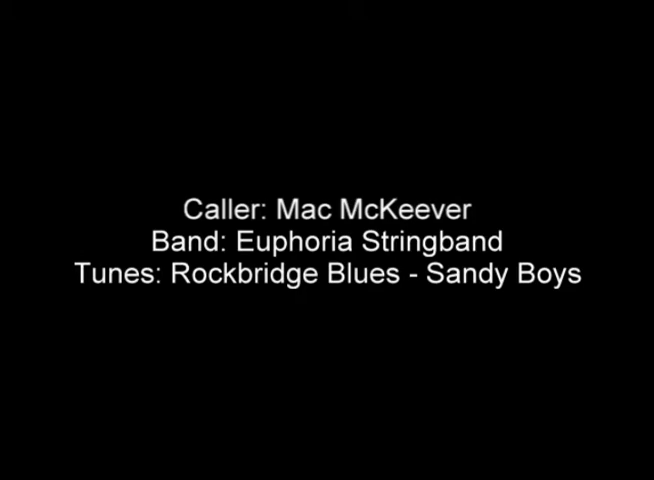 Caller: Mac McKeever
Band: Euphoria Stringband
Tunes: Rockbridge Blues - Sandy Boys